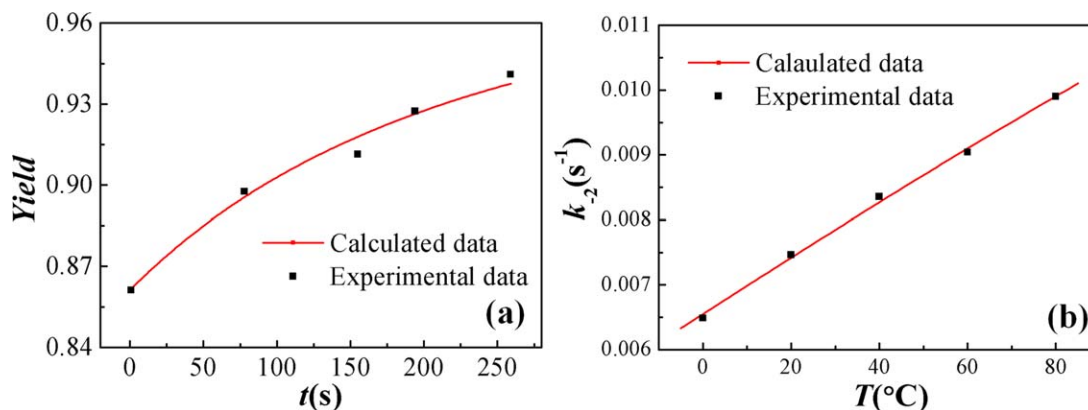 0.96
0.93
0.90
0.87
0.84
Yield
Calculated data
Experimental data
(a)
0 50 100 150 200 250
t(s)
0.011
0.010
0.009
0.008
0.007
0.006
k-2(s-1)
Calaulated data
Experimental data
(b)
0 20 40 60 80
T(°C)